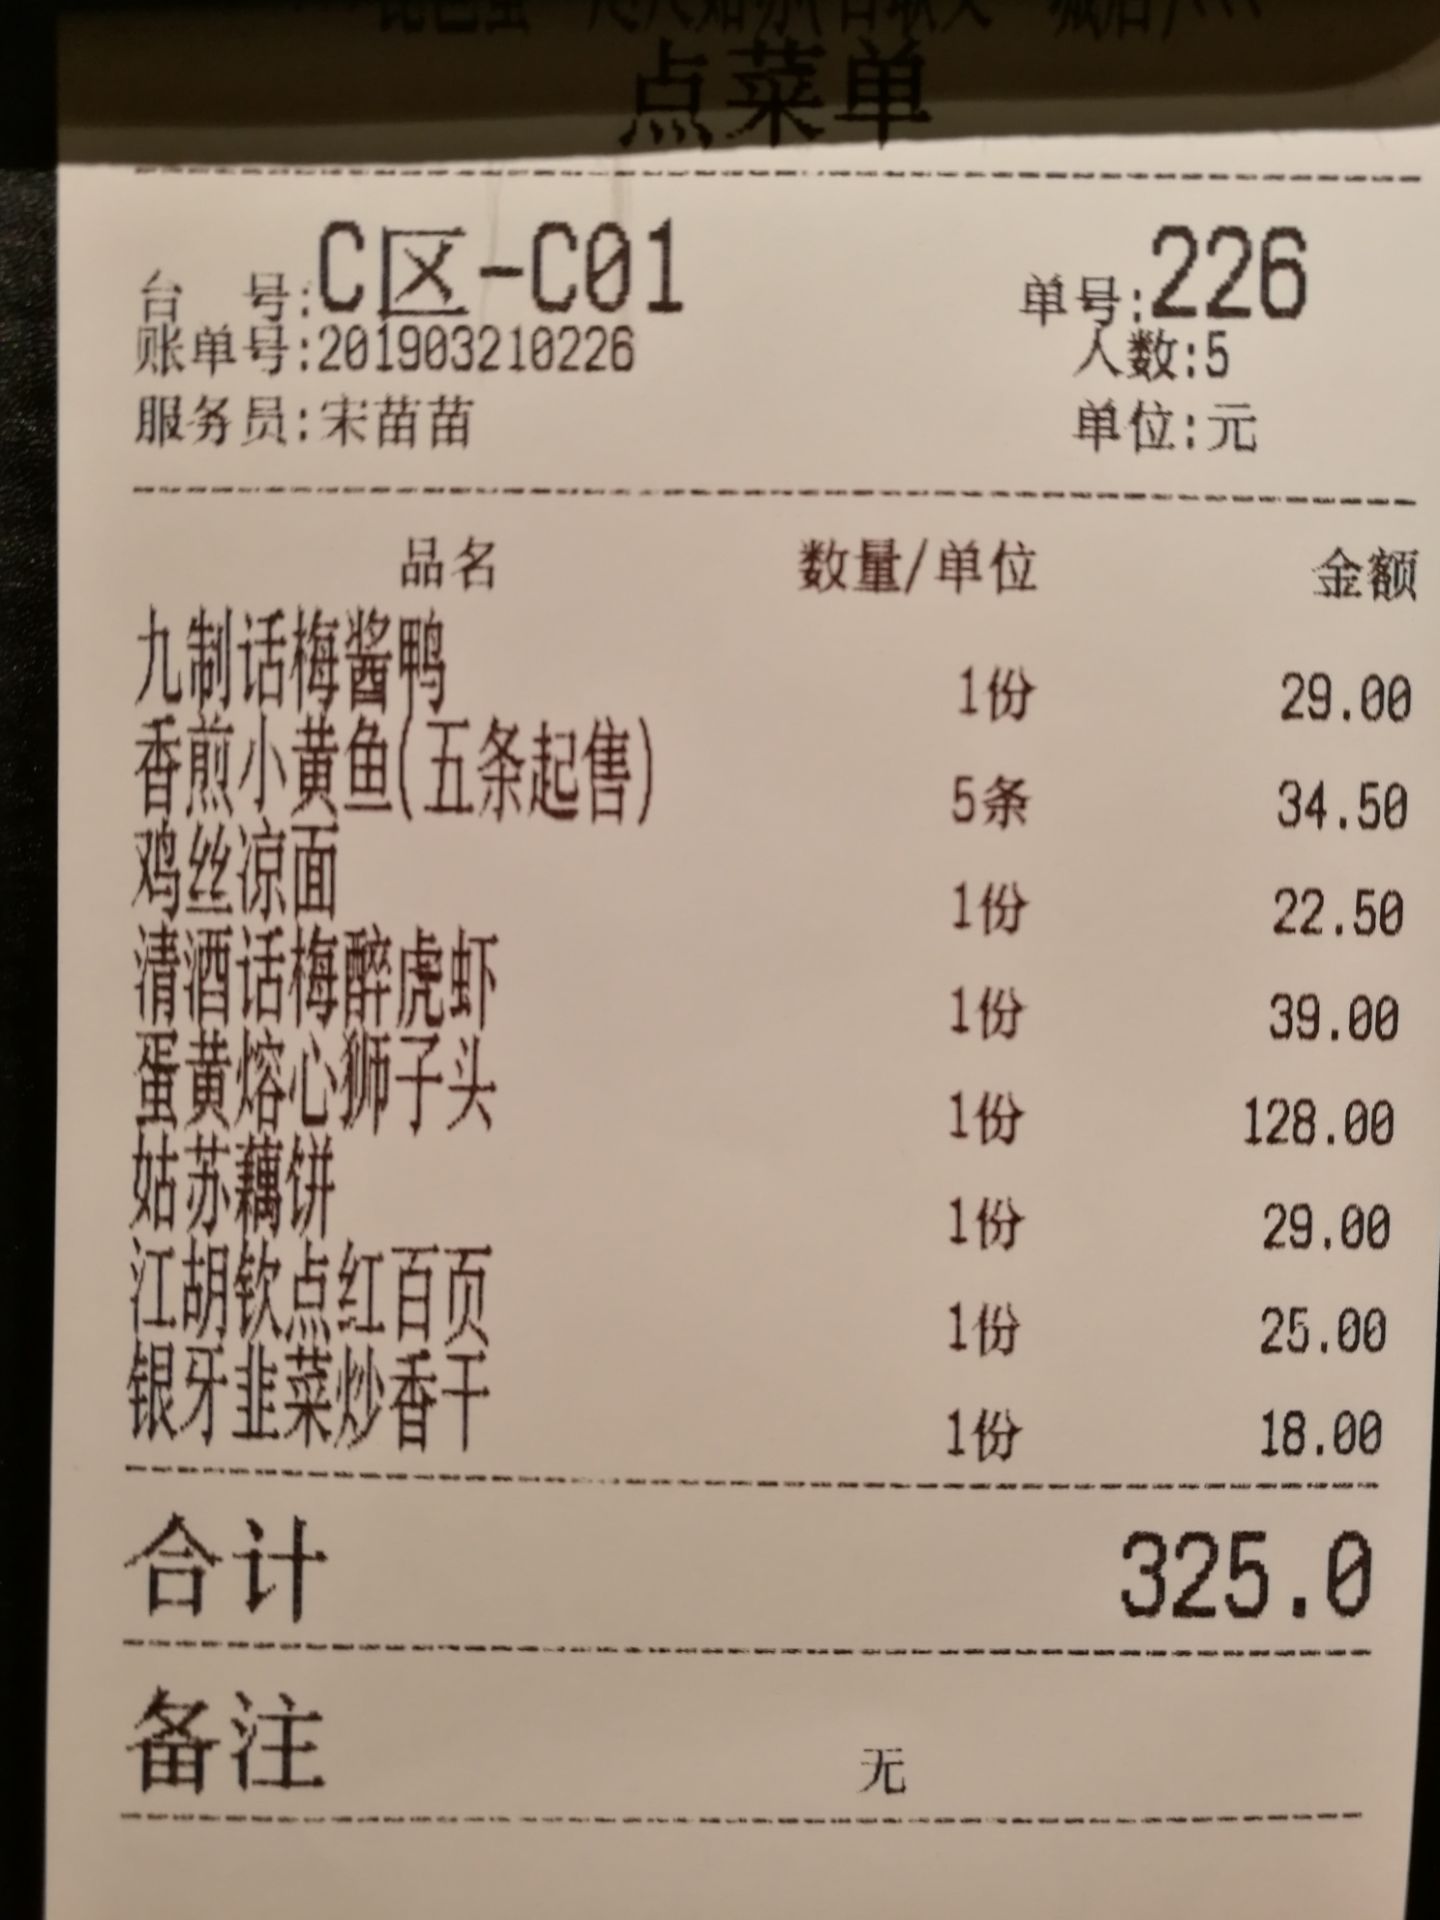 点菜单
台 号:C区-C01 单号:226
账单号:201903210226 人数:5
服务员:宋苗苗 单位:元
品名 数量/单位 金额
九制话梅酱鸭 1份 29.00
香煎小黄鱼(五条起售) 5条 34.50
鸡丝凉面 1份 22.50
清酒话梅醉虎虾 1份 39.00
蛋黄熔心狮子头 1份 128.00
姑苏藕饼 1份 29.00
江胡钦点红百页 1份 25.00
银牙韭菜炒香干 1份 18.00
合计 325.0
备注 无